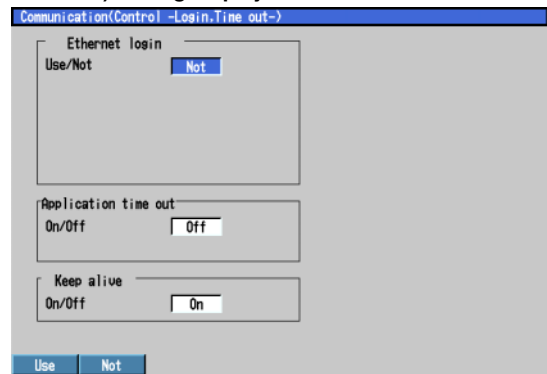 Communication(Control -Login.Time out-)
Ethernet login
Use/Not Not
Application time out
On/Off Off
Keep alive
On/Off On
Use Not